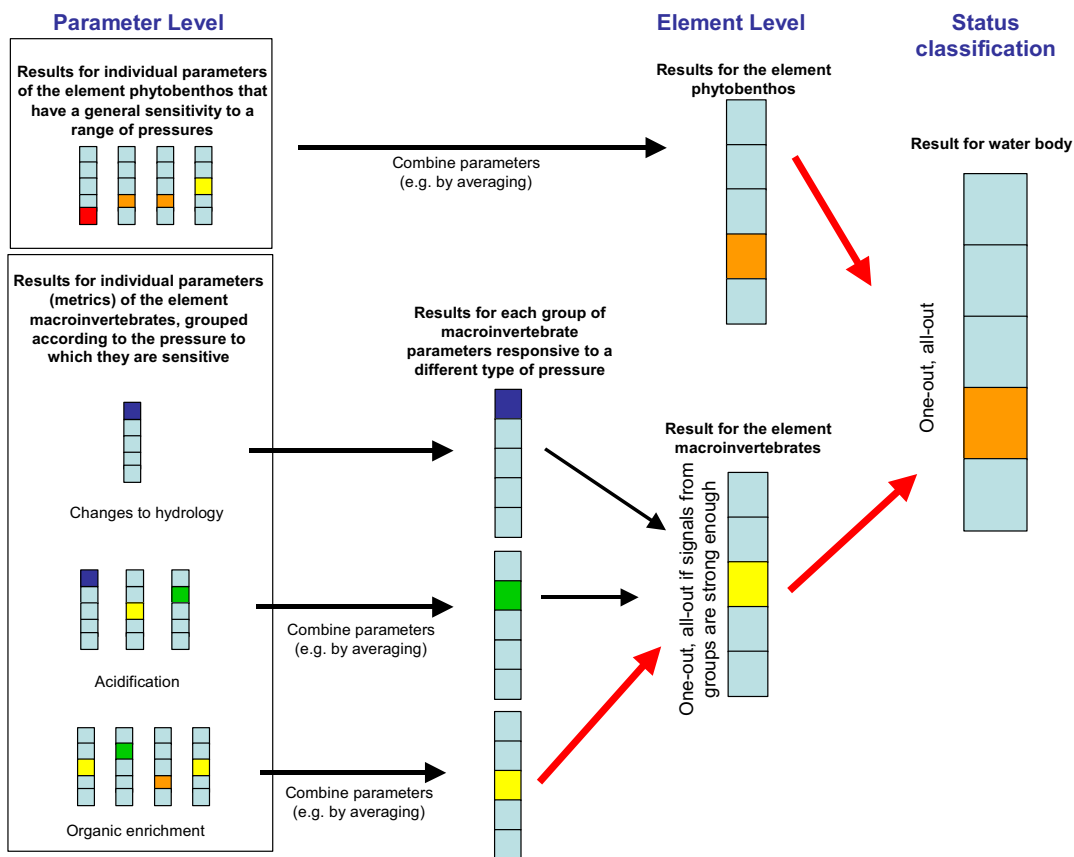 Parameter Level
Element Level
Status
classification
Results for individual parameters
of the element phytobenthos that
have a general sensitivity to a
range of pressures
Combine parameters
(e.g. by averaging)
Results for the element
phytobenthos
Result for water body
One-out, all-out
Results for individual parameters
(metrics) of the element
macroinvertebrates, grouped
according to the pressure to
which they are sensitive
Results for each group of
macroinvertebrate
parameters responsive to a
different type of pressure
Result for the element
macroinvertebrates
One-out, all-out if signals from
groups are strong enough
Changes to hydrology
Acidification
Combine parameters
(e.g. by averaging)
Organic enrichment
Combine parameters
(e.g. by averaging)